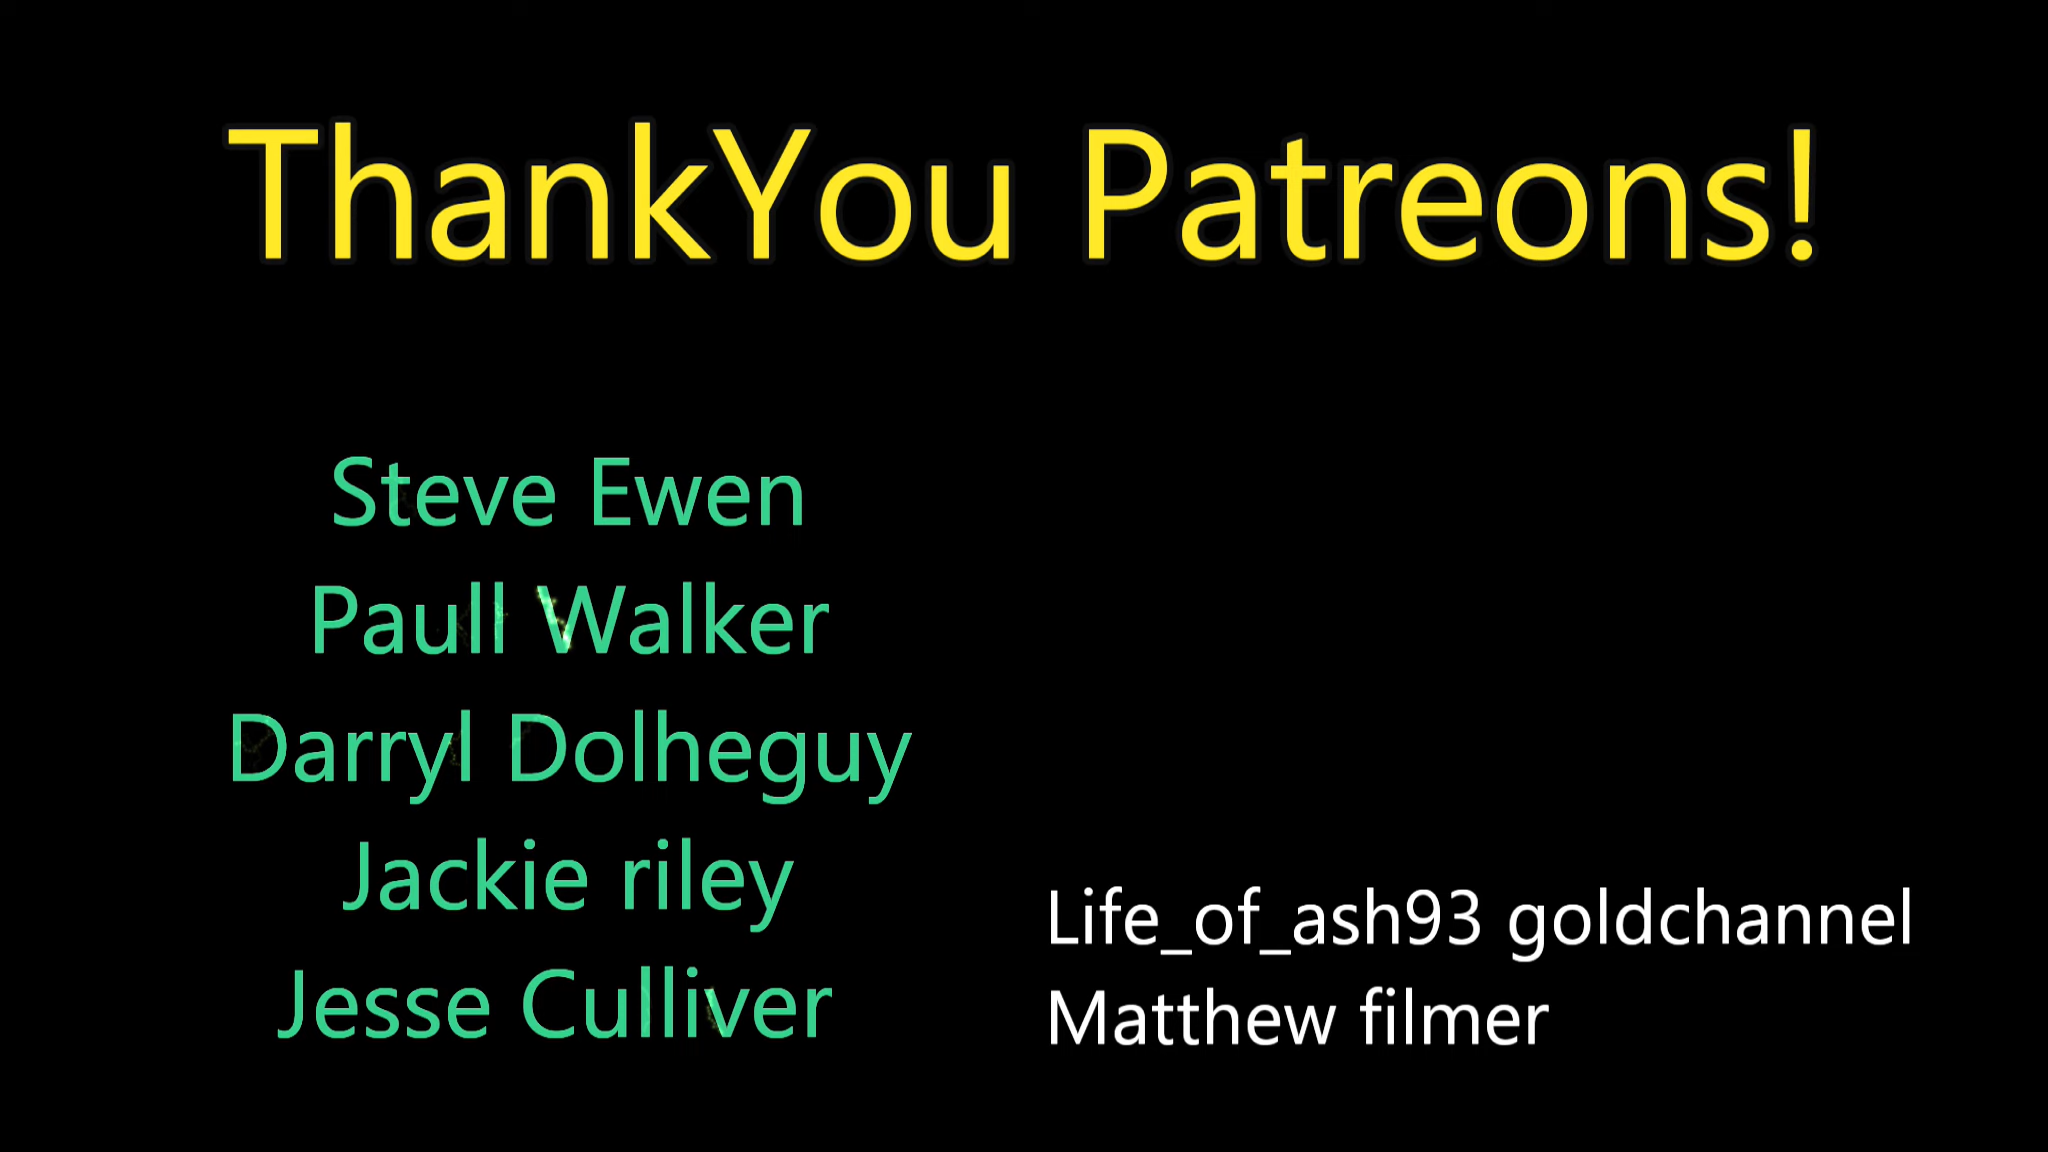 ThankYou Patreons!
Steve Ewen
Paull Walker
Darryl Dolheguy
Jackie riley
Jesse Culliver
Life_of_ash93 goldchannel
Matthew filmer